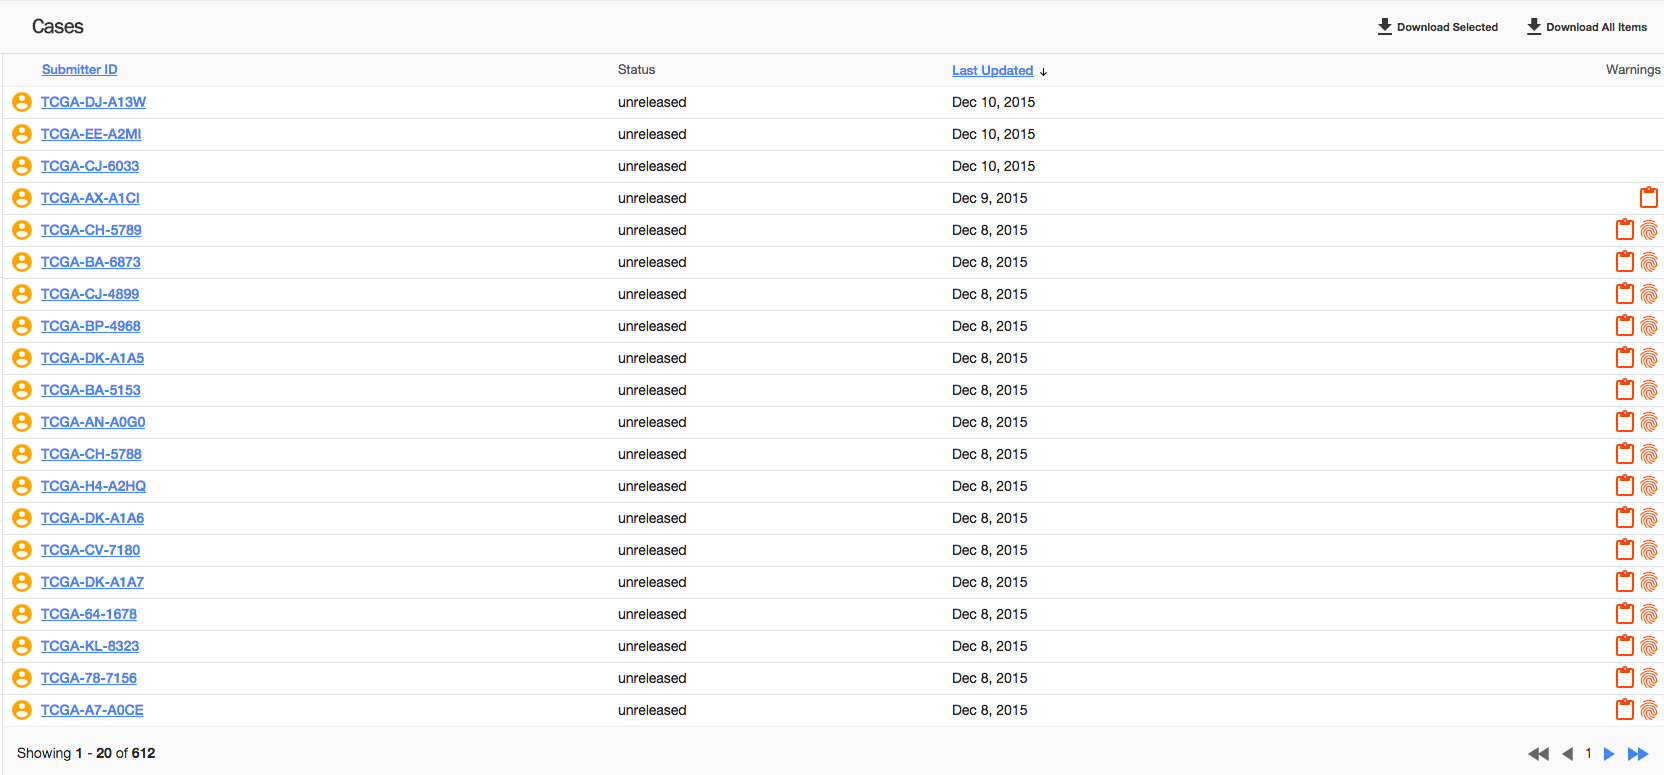 Cases Download Selected Download All Items
Submitter ID Status Last Updated ↓ Warnings
TCGA-DJ-A13W unreleased Dec 10, 2015
TCGA-EE-A2MI unreleased Dec 10, 2015
TCGA-CJ-6033 unreleased Dec 10, 2015
TCGA-AX-A1CI unreleased Dec 9, 2015
TCGA-CH-5789 unreleased Dec 8, 2015
TCGA-BA-6873 unreleased Dec 8, 2015
TCGA-CJ-4899 unreleased Dec 8, 2015
TCGA-BP-4968 unreleased Dec 8, 2015
TCGA-DK-A1A5 unreleased Dec 8, 2015
TCGA-BA-5153 unreleased Dec 8, 2015
TCGA-AN-A0G0 unreleased Dec 8, 2015
TCGA-CH-5788 unreleased Dec 8, 2015
TCGA-H4-A2HQ unreleased Dec 8, 2015
TCGA-DK-A1A6 unreleased Dec 8, 2015
TCGA-CV-7180 unreleased Dec 8, 2015
TCGA-DK-A1A7 unreleased Dec 8, 2015
TCGA-64-1678 unreleased Dec 8, 2015
TCGA-KL-8323 unreleased Dec 8, 2015
TCGA-78-7156 unreleased Dec 8, 2015
TCGA-A7-A0CE unreleased Dec 8, 2015
Showing 1 - 20 of 612 1